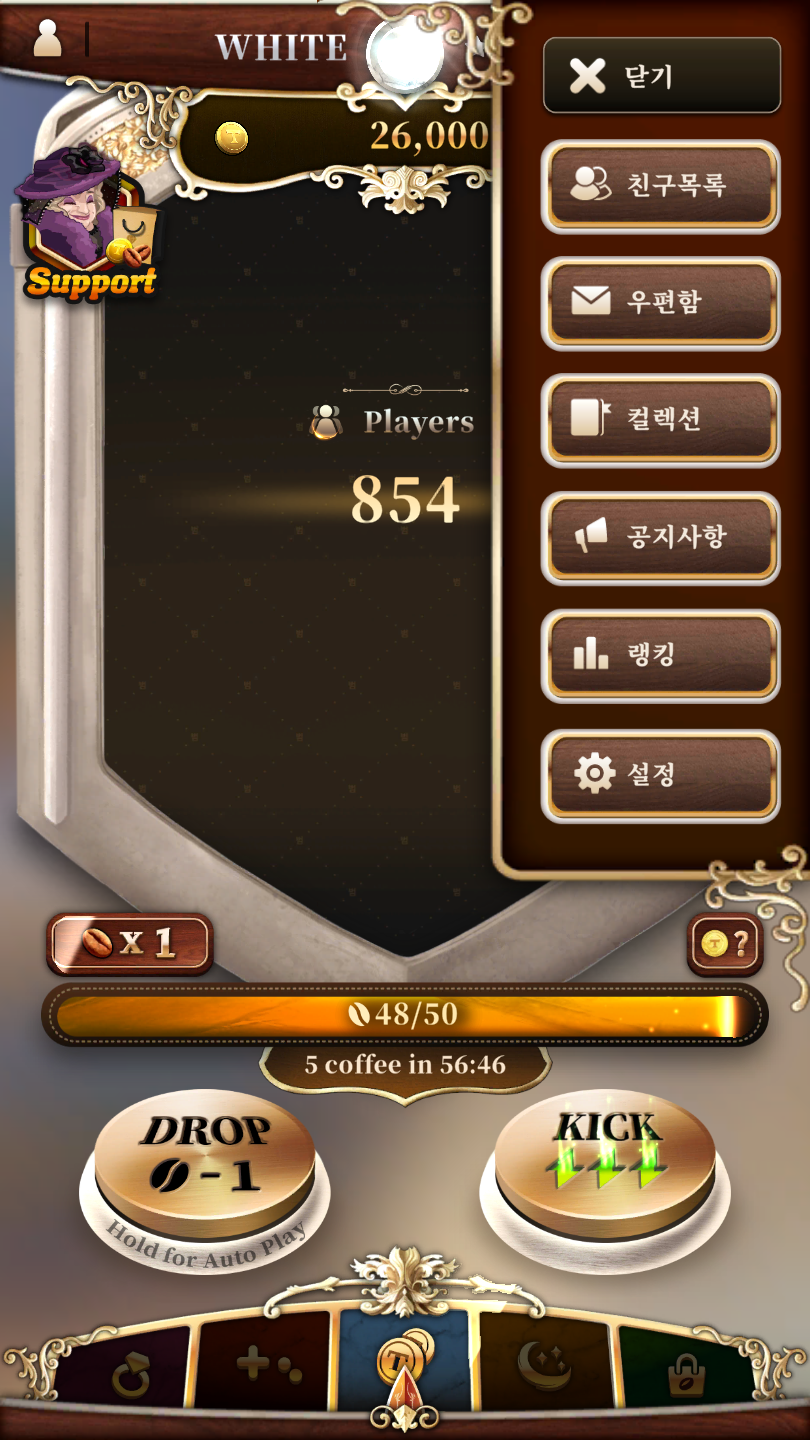 WHITE
닫기
26,000
친구목록
Support
우편함
컬렉션
Players
854
공지사항
랭킹
설정
x 1
T ?
48/50
5 coffee in 56:46
DROP
-1
Hold for Auto Play
KICK
T